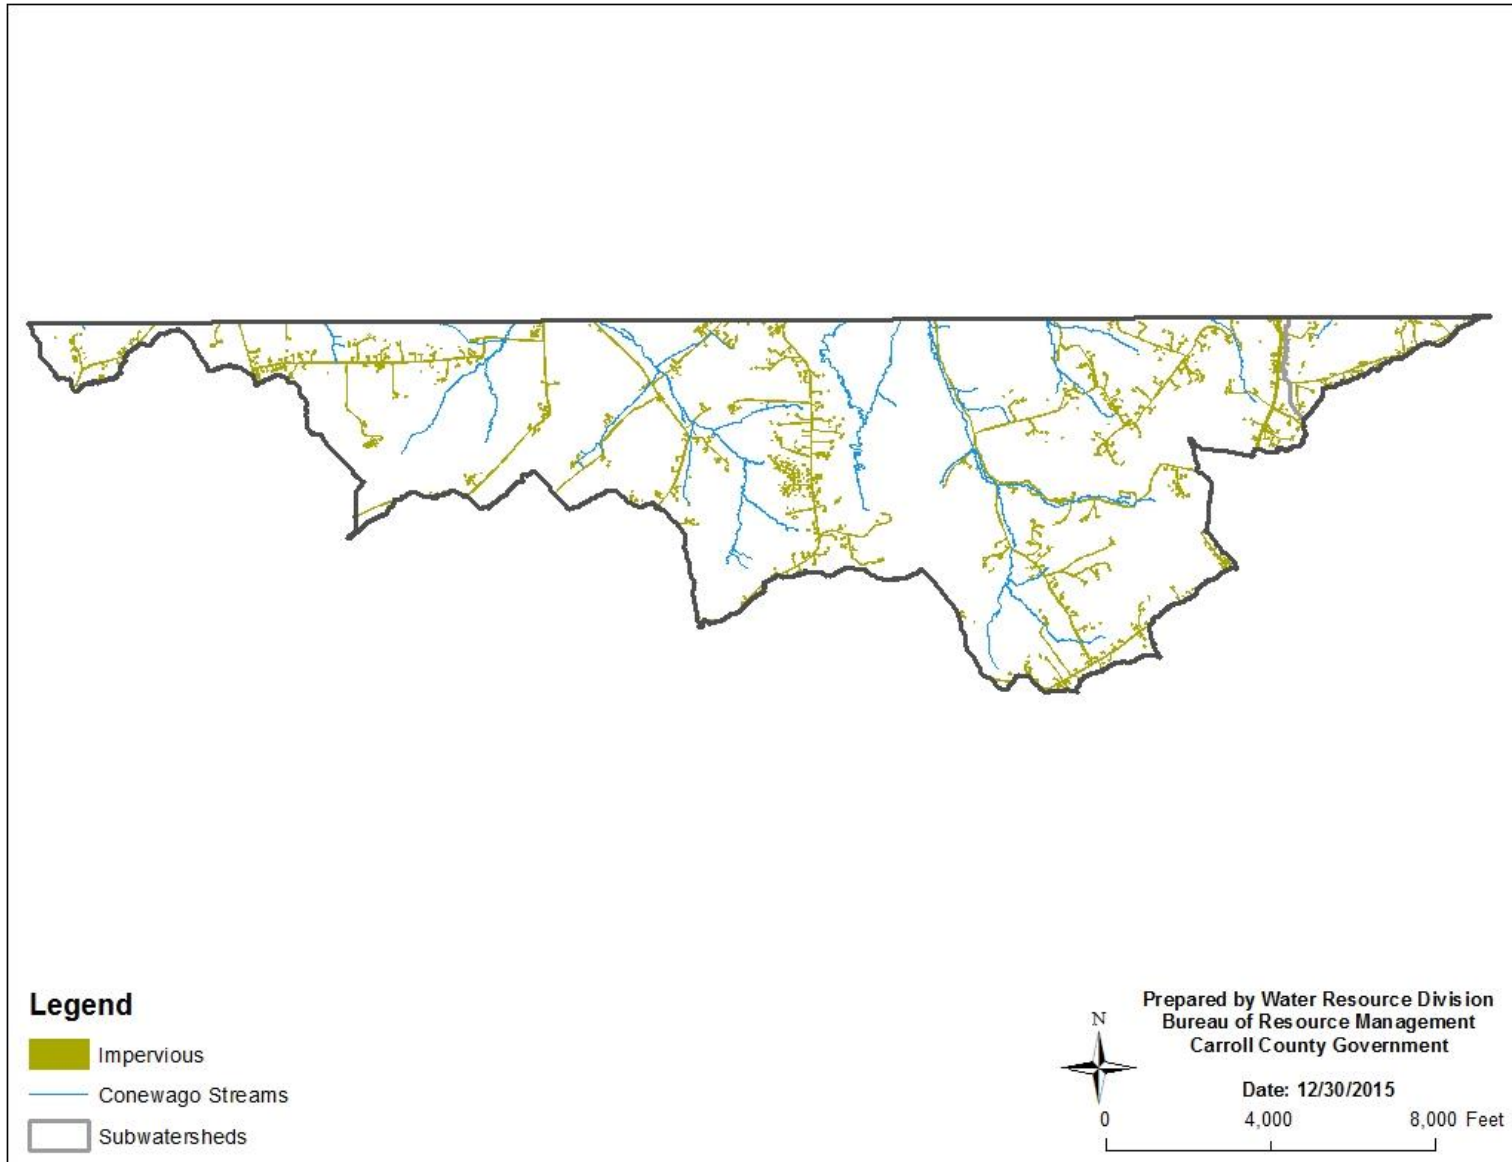 Legend
Impervious
Conewago Streams
Subwatersheds
N
Prepared by Water Resource Division
Bureau of Resource Management
Carroll County Government
Date: 12/30/2015
0 4,000 8,000 Feet